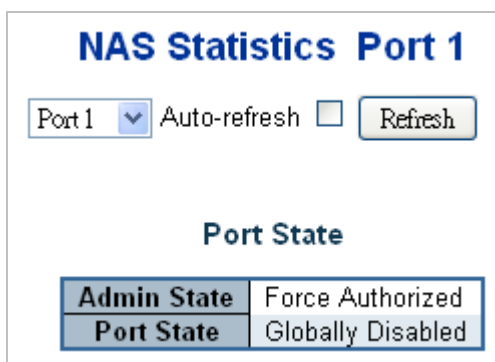 NAS Statistics Port 1
Port 1 Auto-refresh Refresh
Port State
Admin State Force Authorized
Port State Globally Disabled